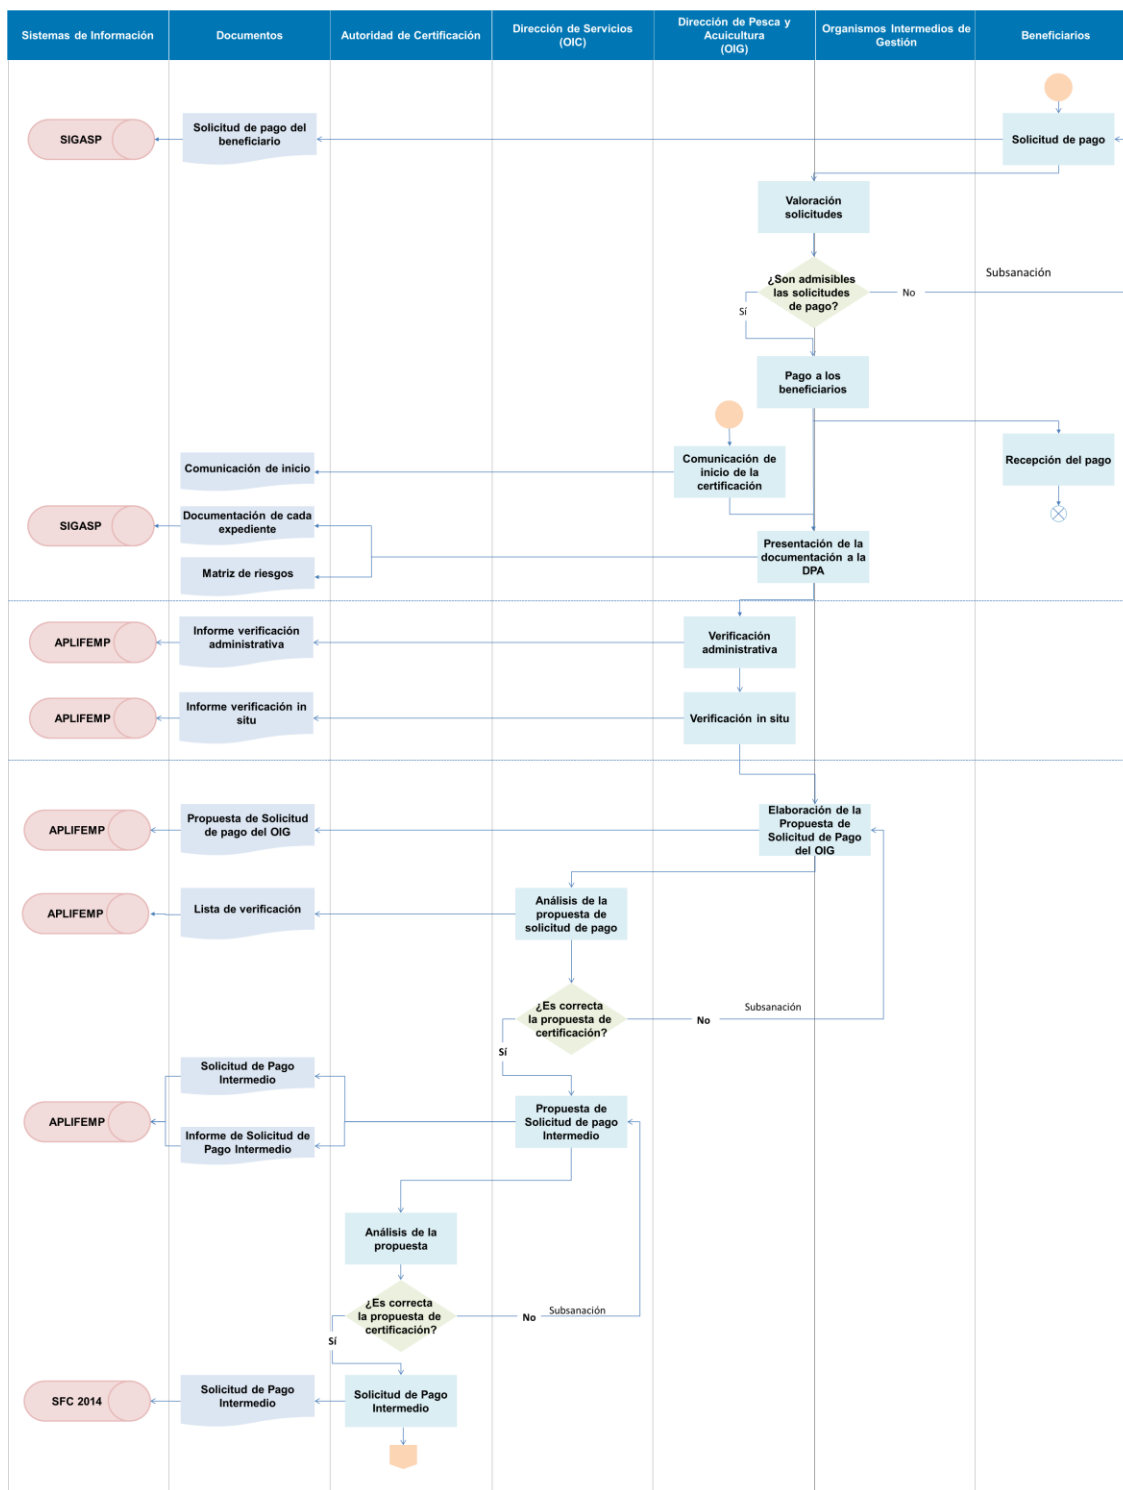 Sistemas de Información
Documentos
Autoridad de Certificación
Dirección de Servicios
(OIC)
Dirección de Pesca y
Acuicultura
(OIG)
Organismos Intermedios de
Gestión
Beneficiarios
SIGASP
Solicitud de pago del
beneficiario
Solicitud de pago
Valoración
solicitudes
¿Son admisibles
las solicitudes
de pago?
Subsanación
No
Sí
Pago a los
beneficiarios
Comunicación de inicio
Comunicación de
inicio de la
certificación
Recepción del pago
SIGASP
Documentación de cada
expediente
Presentación de la
documentación a la
DPA
Matriz de riesgos
APLIFEMP
Informe verificación
administrativa
Verificación
administrativa
APLIFEMP
Informe verificación in
situ
Verificación in situ
APLIFEMP
Propuesta de Solicitud
de pago del OIG
Elaboración de la
Propuesta de
Solicitud de Pago
del OIG
APLIFEMP
Lista de verificación
Análisis de la
propuesta de
solicitud de pago
¿Es correcta
la propuesta de
certificación?
No
Subsanación
Sí
Solicitud de Pago
Intermedio
APLIFEMP
Informe de Solicitud de
Pago Intermedio
Propuesta de
Solicitud de pago
Intermedio
Análisis de la
propuesta
¿Es correcta
la propuesta de
certificación?
No
Subsanación
Sí
SFC 2014
Solicitud de Pago
Intermedio
Solicitud de Pago
Intermedio